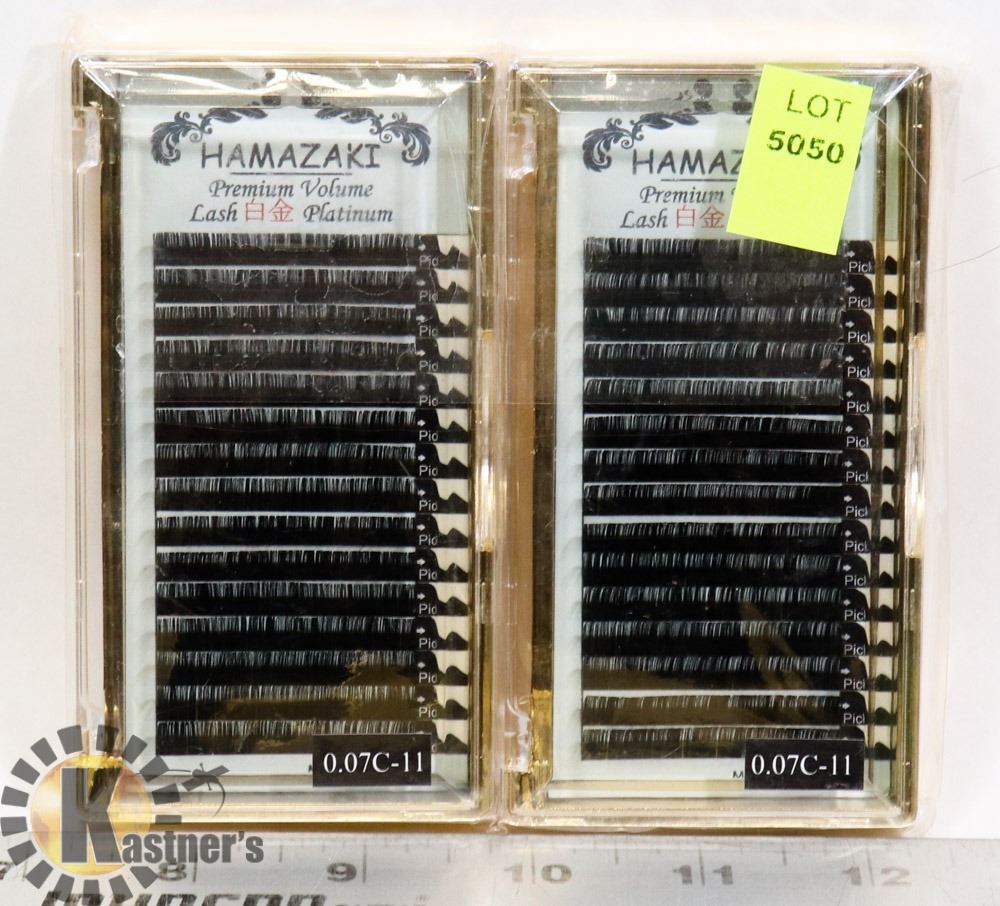 HAMAZAKI
Premium Volume
Lash 白金 Platinum
0.07C-11
HAMAZ
Premium
Lash 白金
LOT
5050
0.07C-11
Kastner's
8 9 10 11 12